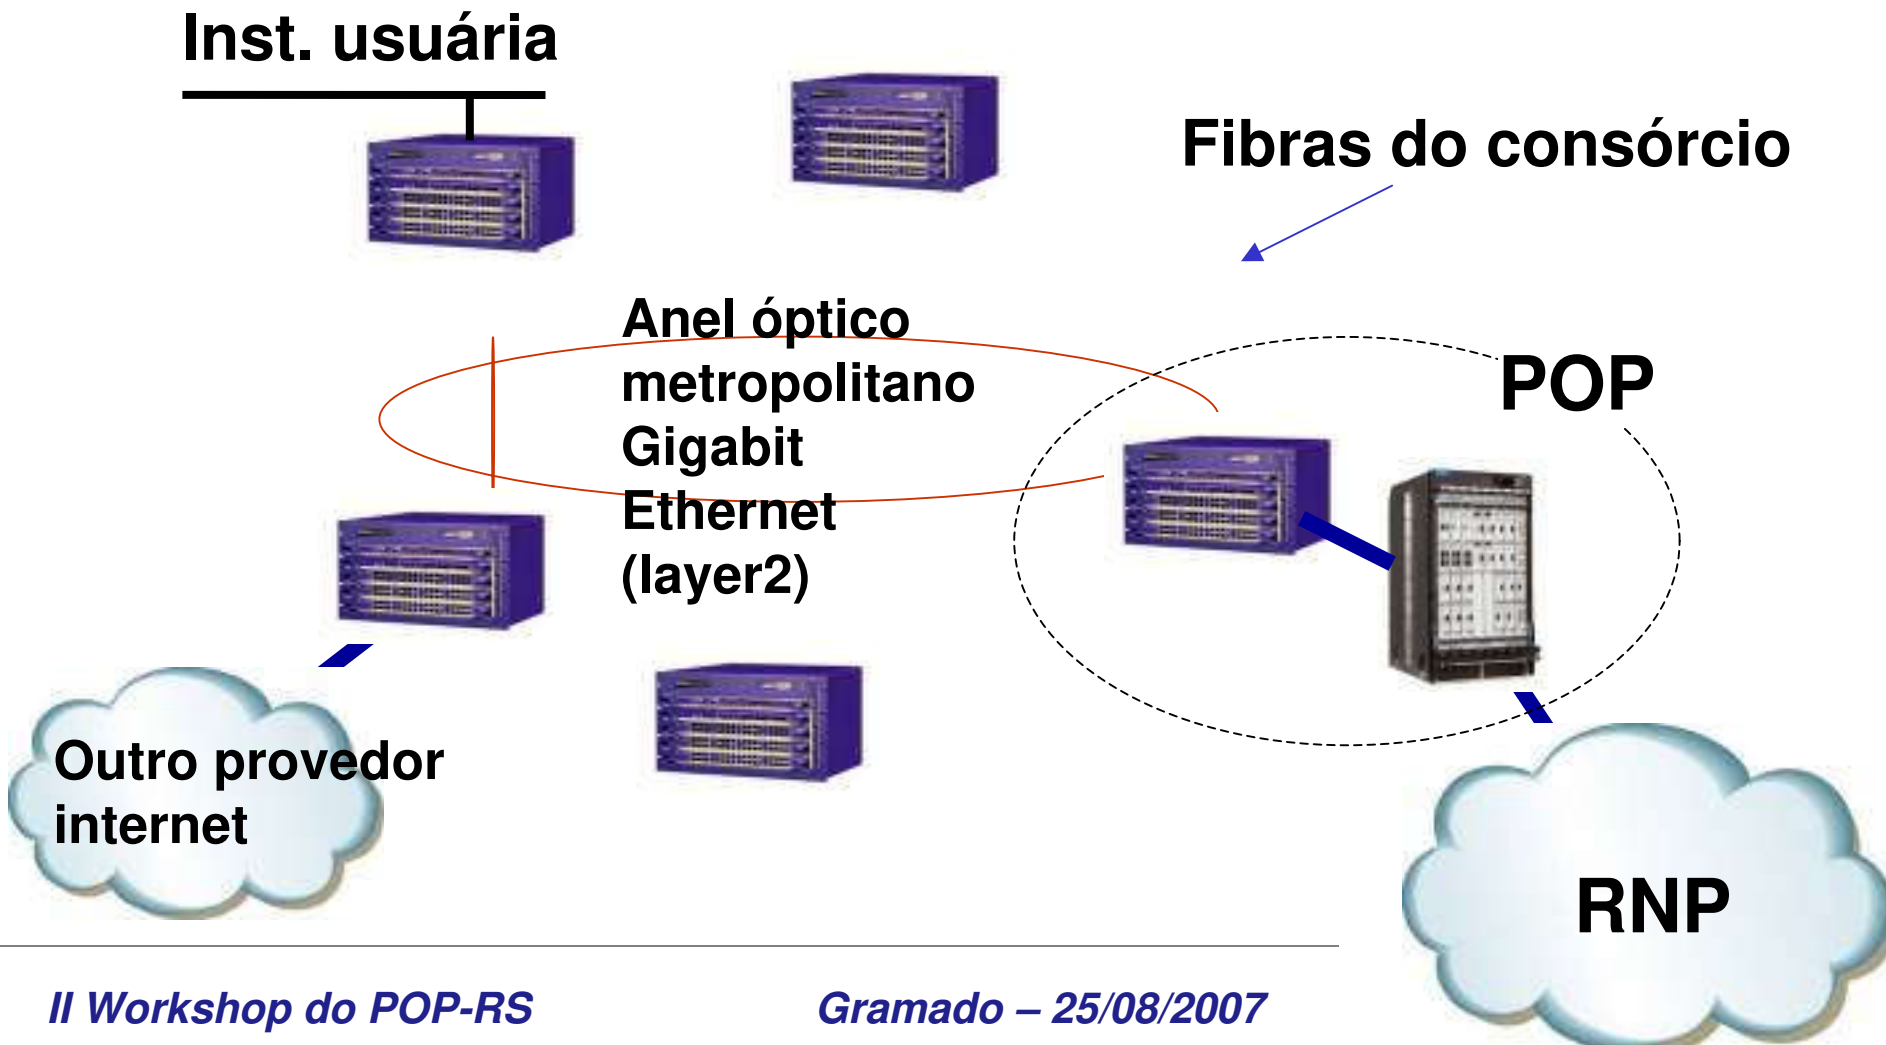 Inst. usuária
Fibras do consórcio
Anel óptico
metropolitano
Gigabit
Ethernet
(layer2)
POP
Outro provedor
internet
RNP
II Workshop do POP-RS
Gramado – 25/08/2007